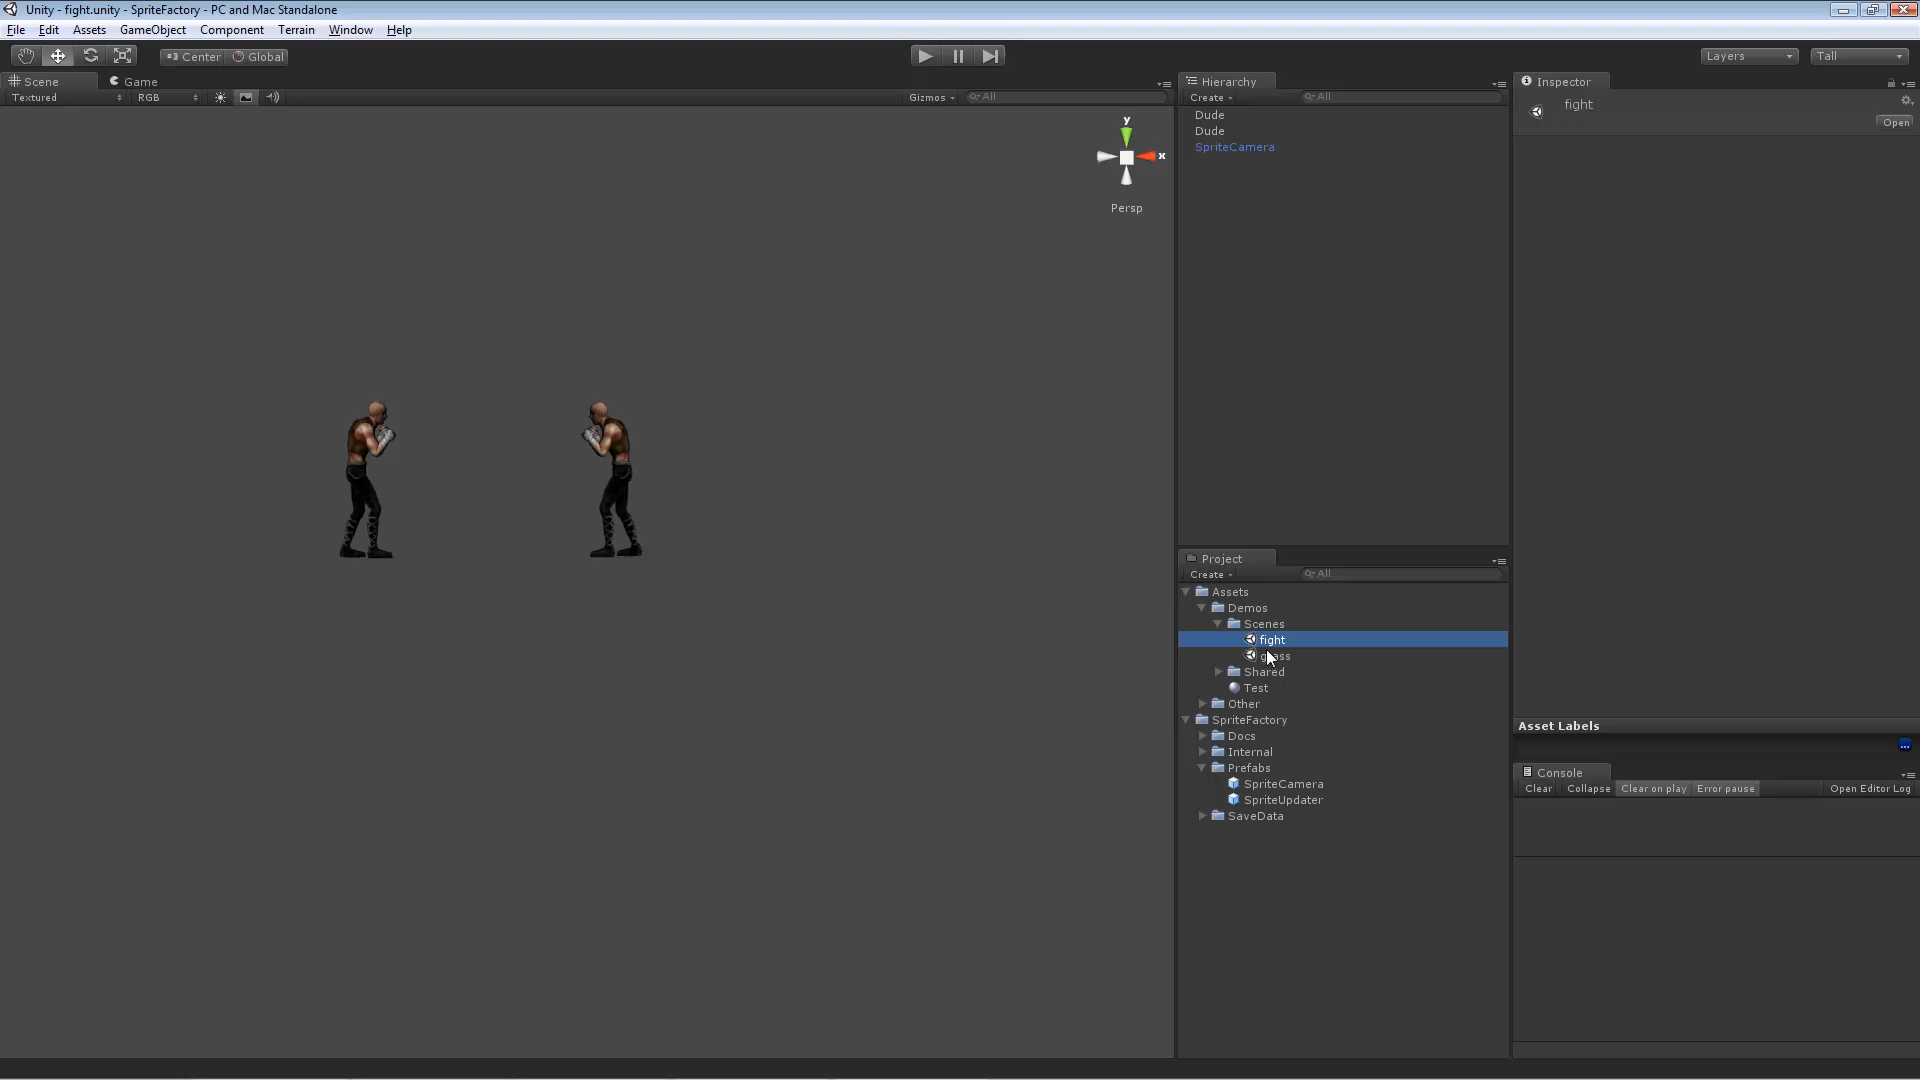 Unity - fight.unity - SpriteFactory - PC and Mac Standalone
File Edit Assets GameObject Component Terrain Window Help
Center Global Layers Tall
Scene Game
Textured RGB Gizmos All
y
x
Persp
Hierarchy
Create All
Dude
Dude
SpriteCamera
Project
Create All
Assets
Demos
Scenes
fight
Shared
Test
Other
SpriteFactory
Docs
Internal
Prefabs
SpriteCamera
SpriteUpdater
SaveData
Inspector
fight
Open
Asset Labels
...
Console
Clear Collapse Clear on play Error pause Open Editor Log